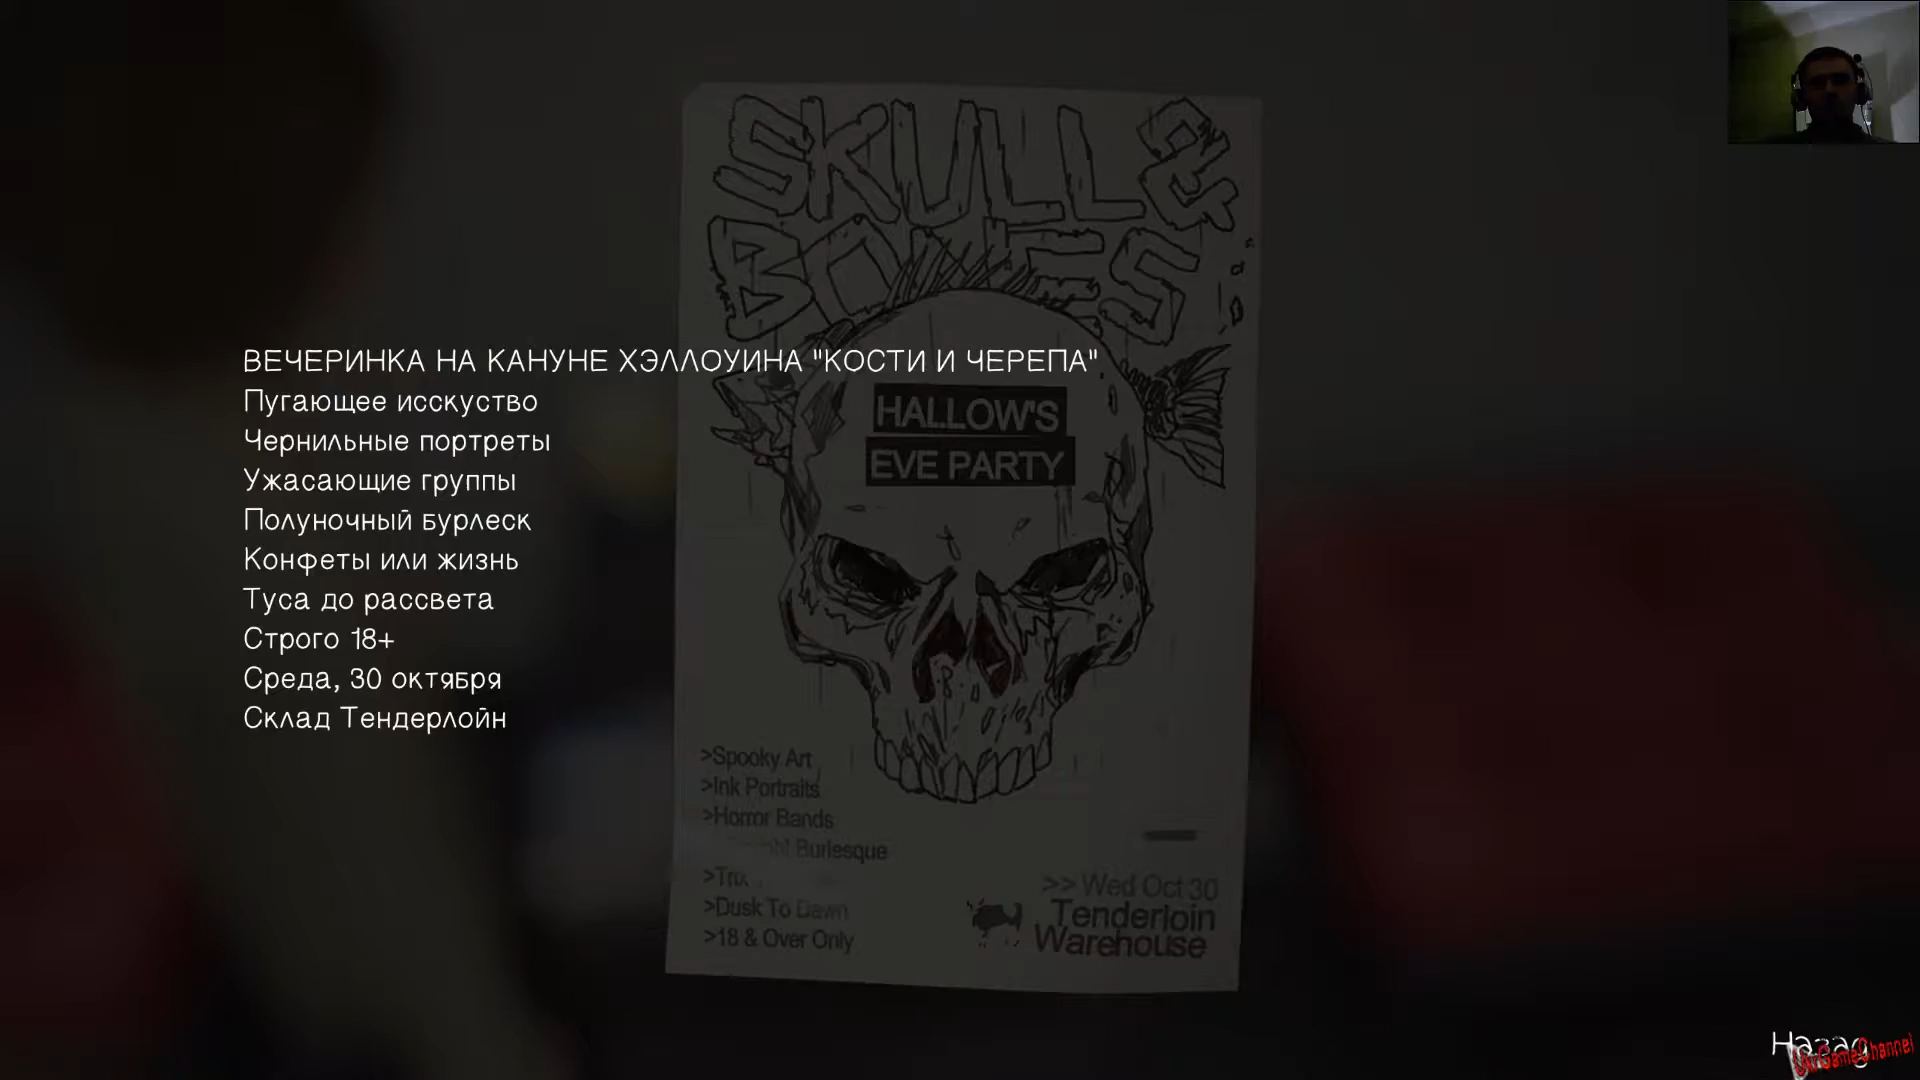 SKULL &
BONES
ВЕЧЕРИНКА НА КАНУНЕ ХЭЛЛОУИНА "КОСТИ И ЧЕРЕПА"
Пугающее исскуство
Чернильные портреты
Ужасающие группы
Полуночный бурлеск
Конфеты или жизнь
Туса до рассвета
Строго 18+
Среда, 30 октября
Склад Тендерлойн
HALLOW'S
EVE PARTY
>Spooky Art
>Ink Portraits
>Horror Bands
Burlesque
>Dusk To Dawn
>18 & Over Only
>> Wed Oct 30
Tenderloin
Warehouse
Назад